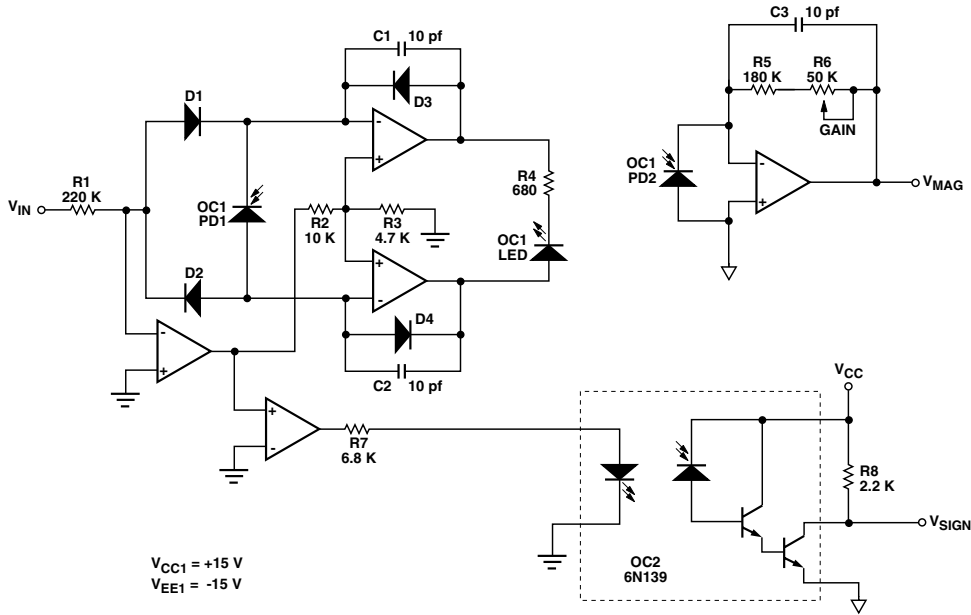 C1
10 pf
D1
D3
-
+
R1
220 K
V_IN
OC1
PD1
R2
10 K
R3
4.7 K
R4
680
OC1
LED
D2
+
-
D4
C2
10 pf
-
+
+
-
R7
6.8 K
C3
10 pf
R5
180 K
R6
50 K
GAIN
OC1
PD2
-
+
V_MAG
V_CC
R8
2.2 K
V_SIGN
OC2
6N139
V_CC1 = +15 V
V_EE1 = -15 V